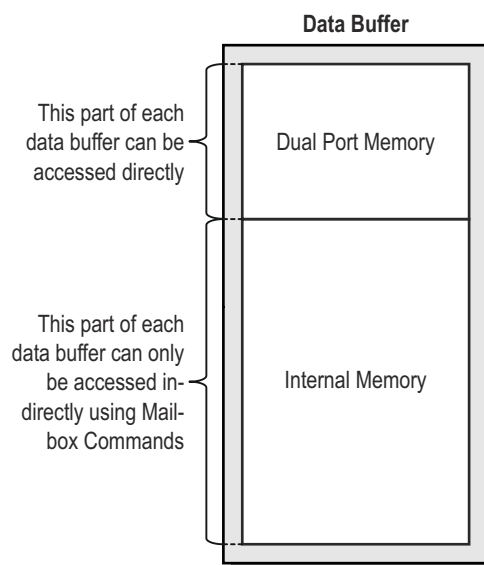 Data Buffer
This part of each
data buffer can be
accessed directly
Dual Port Memory
This part of each
data buffer can only
be accessed in-
directly using Mail-
box Commands
Internal Memory